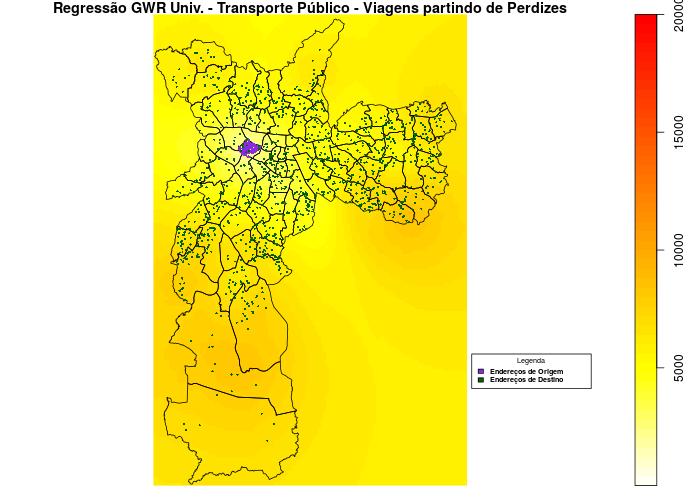 Regressão GWR Univ. - Transporte Público - Viagens partindo de Perdizes
20000
15000
10000
5000
Legenda
Endereços de Origem
Endereços de Destino